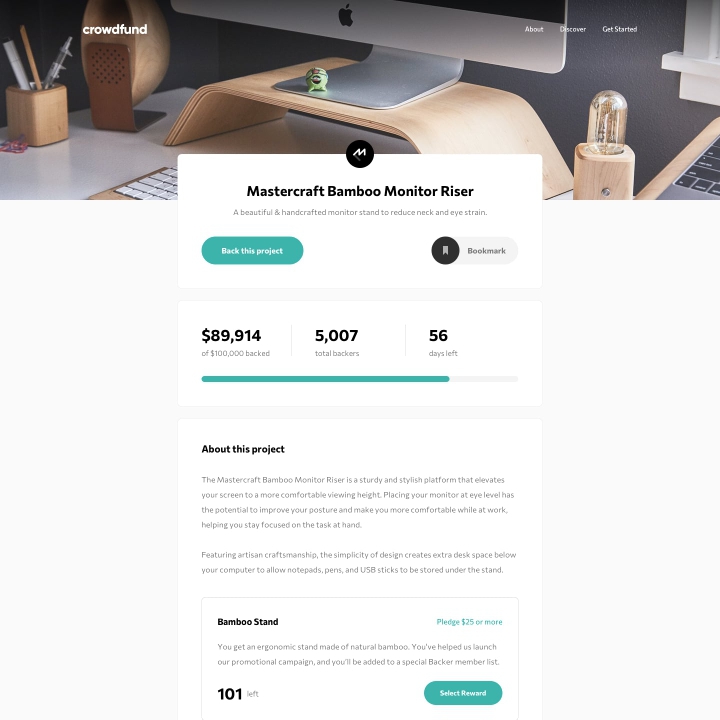 crowdfund
About
Discover
Get Started
Mastercraft Bamboo Monitor Riser
A beautiful & handcrafted monitor stand to reduce neck and eye strain.
Back this project
Bookmark
$89,914
of $100,000 backed
5,007
total backers
56
days left
About this project
The Mastercraft Bamboo Monitor Riser is a sturdy and stylish platform that elevates
your screen to a more comfortable viewing height. Placing your monitor at eye level has
the potential to improve your posture and make you more comfortable while at work,
helping you stay focused on the task at hand.
Featuring artisan craftsmanship, the simplicity of design creates extra desk space below
your computer to allow notepads, pens, and USB sticks to be stored under the stand.
Bamboo Stand
Pledge $25 or more
You get an ergonomic stand made of natural bamboo. You've helped us launch
our promotional campaign, and you'll be added to a special Backer member list.
101 left
Select Reward